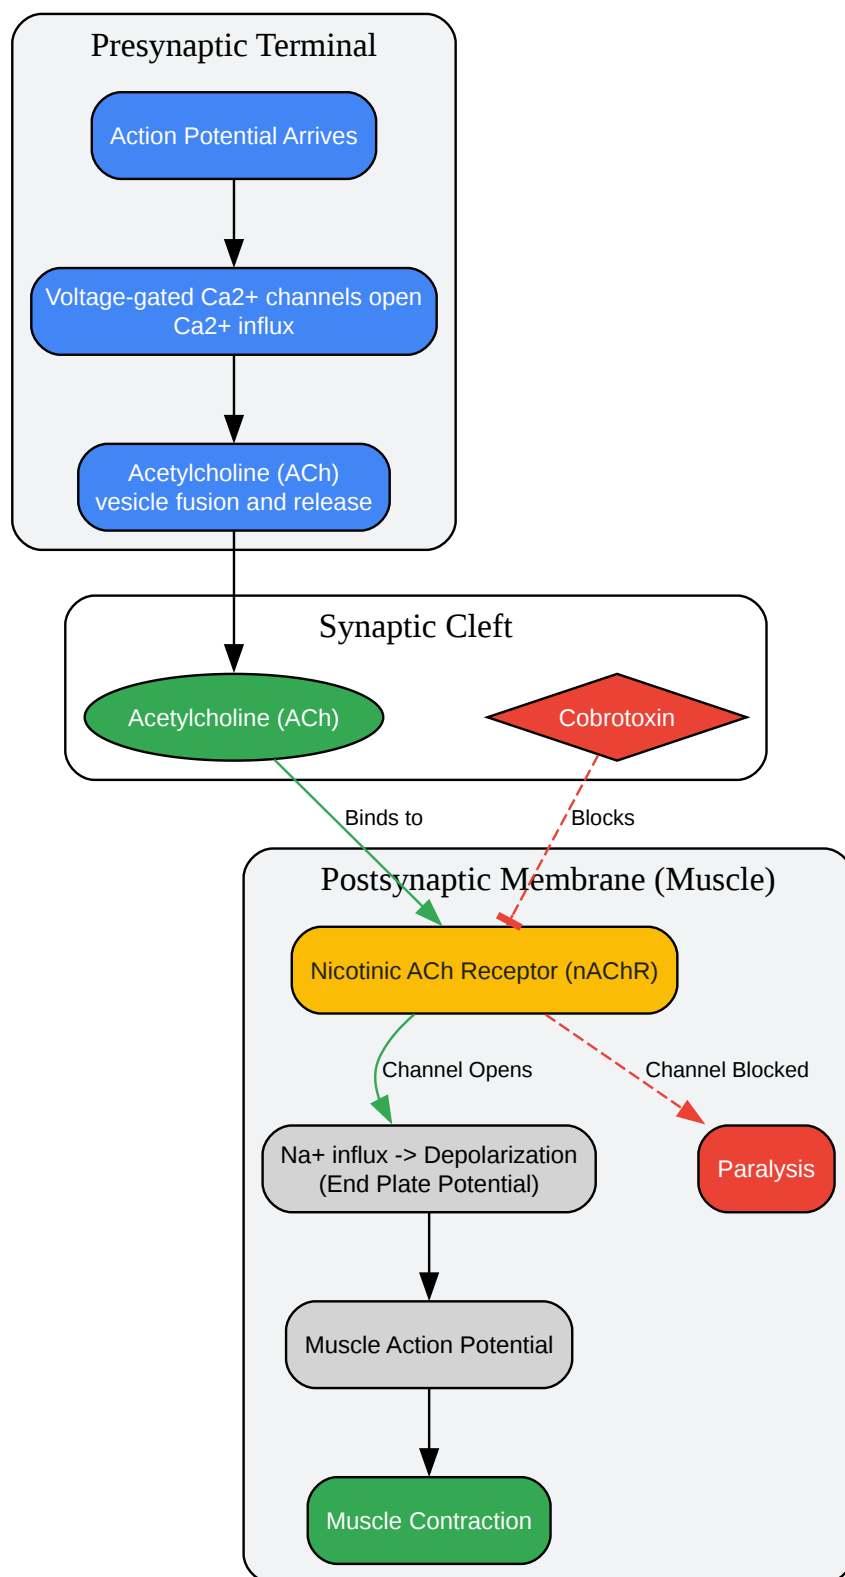 Presynaptic Terminal
Action Potential Arrives
Voltage-gated Ca2+ channels open
Ca2+ influx
Acetylcholine (ACh)
vesicle fusion and release
Synaptic Cleft
Acetylcholine (ACh)
Cobrotoxin
Binds to
Blocks
Postsynaptic Membrane (Muscle)
Nicotinic ACh Receptor (nAChR)
Channel Opens
Channel Blocked
Na+ influx -> Depolarization
(End Plate Potential)
Paralysis
Muscle Action Potential
Muscle Contraction